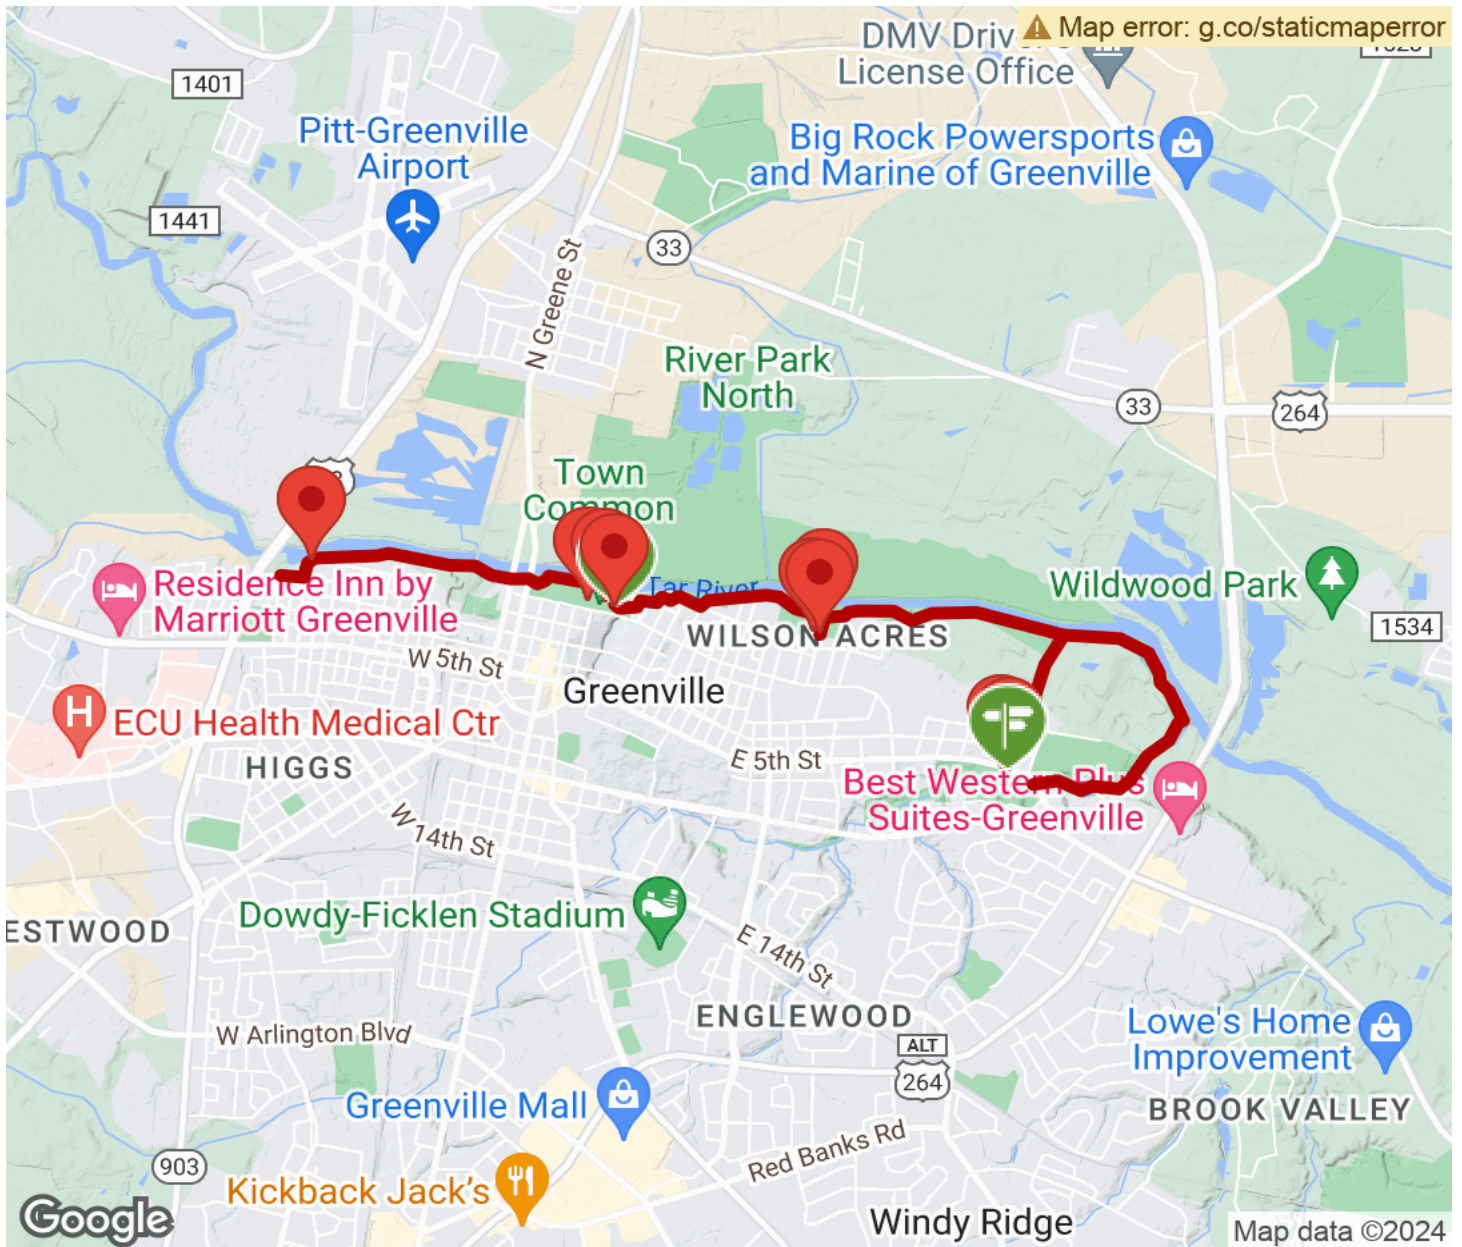 Map error: g.co/staticmaperror
DMV Driv
License Office
1401
Pitt-Greenville
Airport
Big Rock Powersports
and Marine of Greenville
1441
33
N Greene St
River Park
North
33
264
Town
Common
Tar River
Wildwood Park
Residence Inn by
Marriott Greenville
1534
WILSON ACRES
W 5th St
Greenville
ECU Health Medical Ctr
H
HIGGS
E 5th St
Best Western Plus
Suites-Greenville
W 14th St
Dowdy-Ficklen Stadium
ESTWOOD
E 14th St
ENGLEWOOD
W Arlington Blvd
ALT
264
Lowe's Home
Improvement
Greenville Mall
BROOK VALLEY
Red Banks Rd
903
Kickback Jack's
Windy Ridge
Google
Map data ©2024